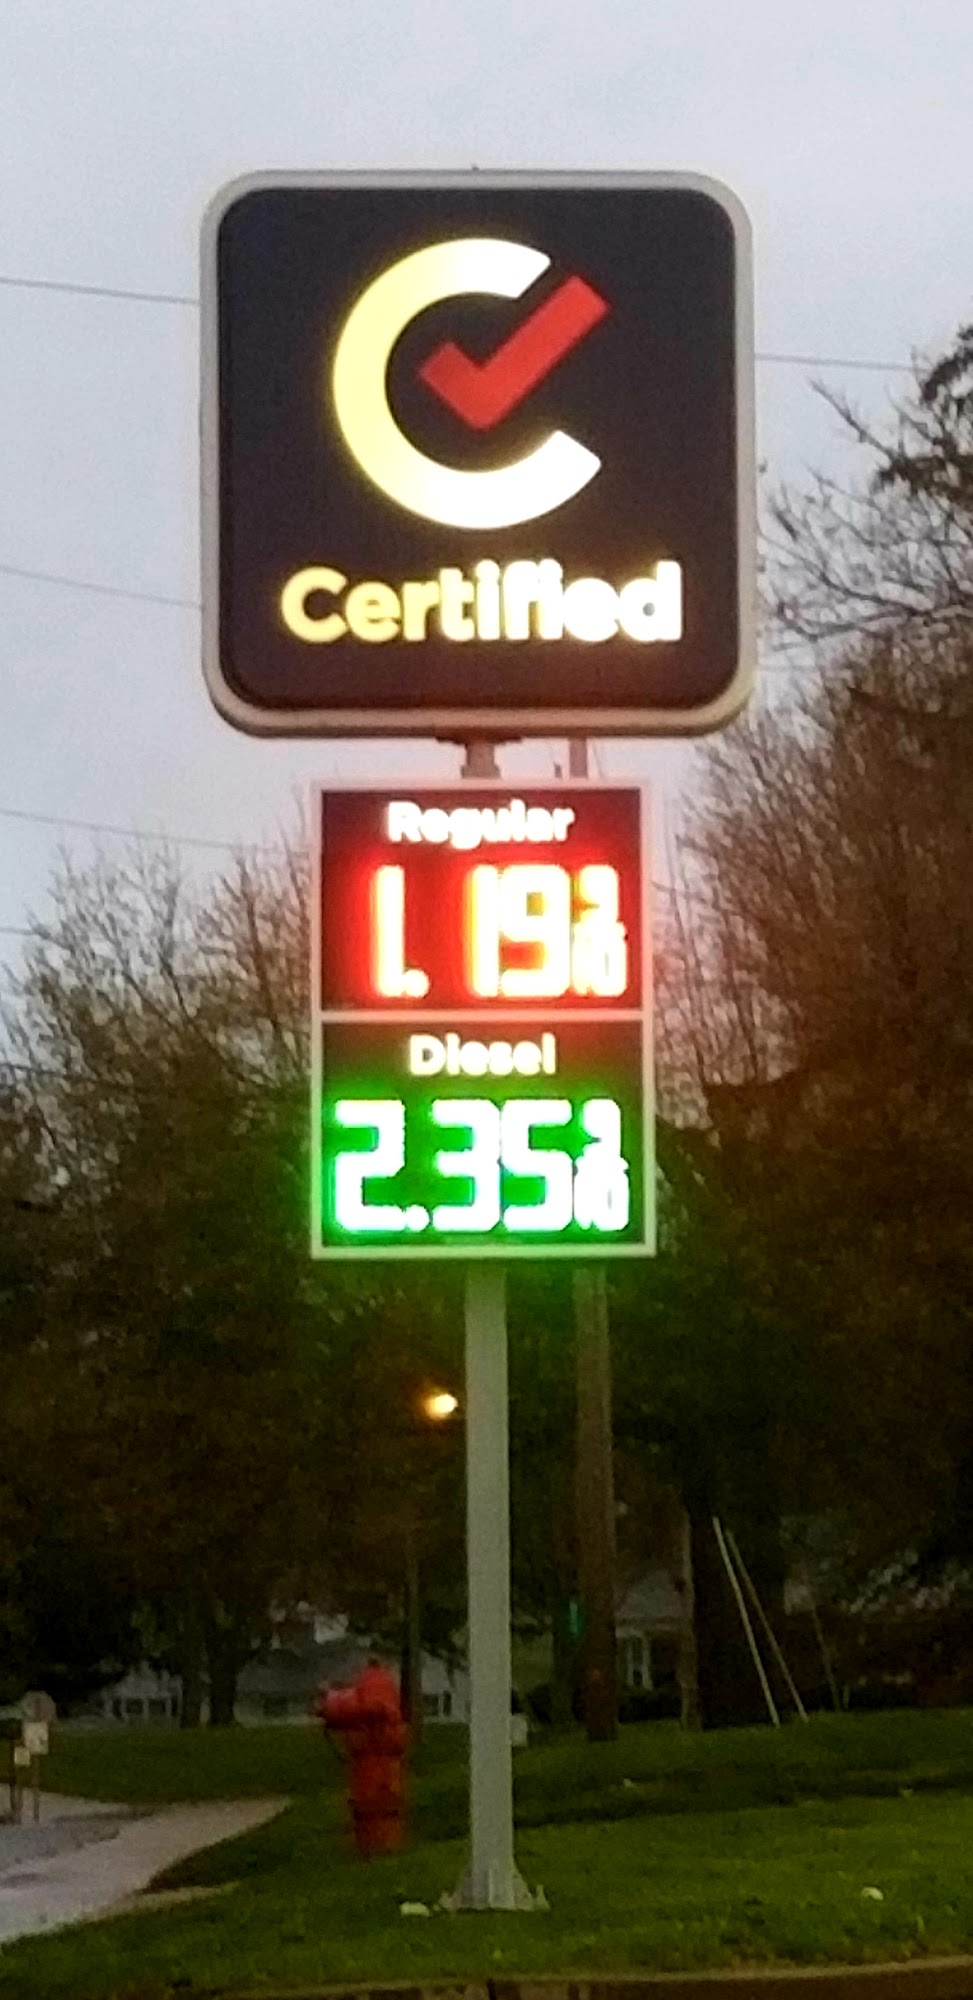 Certified
Regular
1.19 9/10
Diesel
2.35 9/10